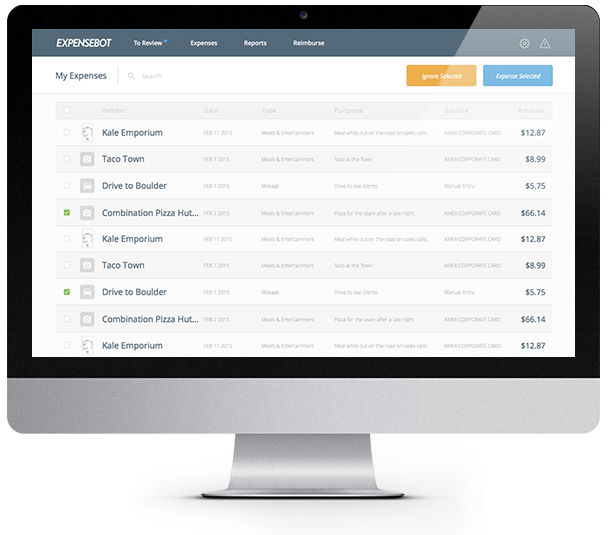 EXPENSEBOT To Review Expenses Reports Reimburse
My Expenses Search Ignore Selected Expense Selected
Vendor Date Type Purpose Source Amount
Kale Emporium FEB 11 2015 Meals & Entertainment Meal while out on the road on sales calls. AMEX CORPORATE CARD $12.87
Taco Town FEB 7 2015 Meals & Entertainment Taco at the Town AMEX CORPORATE CARD $8.99
Drive to Boulder FEB 7 2015 Mileage Drive to see clients Manual Entry $5.75
Combination Pizza Hut... FEB 2 2015 Meals & Entertainment Pizza for the team after a late night. AMEX CORPORATE CARD $66.14
Kale Emporium FEB 11 2015 Meals & Entertainment Meal while out on the road on sales calls. AMEX CORPORATE CARD $12.87
Taco Town FEB 7 2015 Meals & Entertainment Taco at the Town AMEX CORPORATE CARD $8.99
Drive to Boulder FEB 7 2015 Mileage Drive to see clients Manual Entry $5.75
Combination Pizza Hut... FEB 2 2015 Meals & Entertainment Pizza for the team after a late night. AMEX CORPORATE CARD $66.14
Kale Emporium FEB 11 2015 Meals & Entertainment Meal while out on the road on sales calls. AMEX CORPORATE CARD $12.87